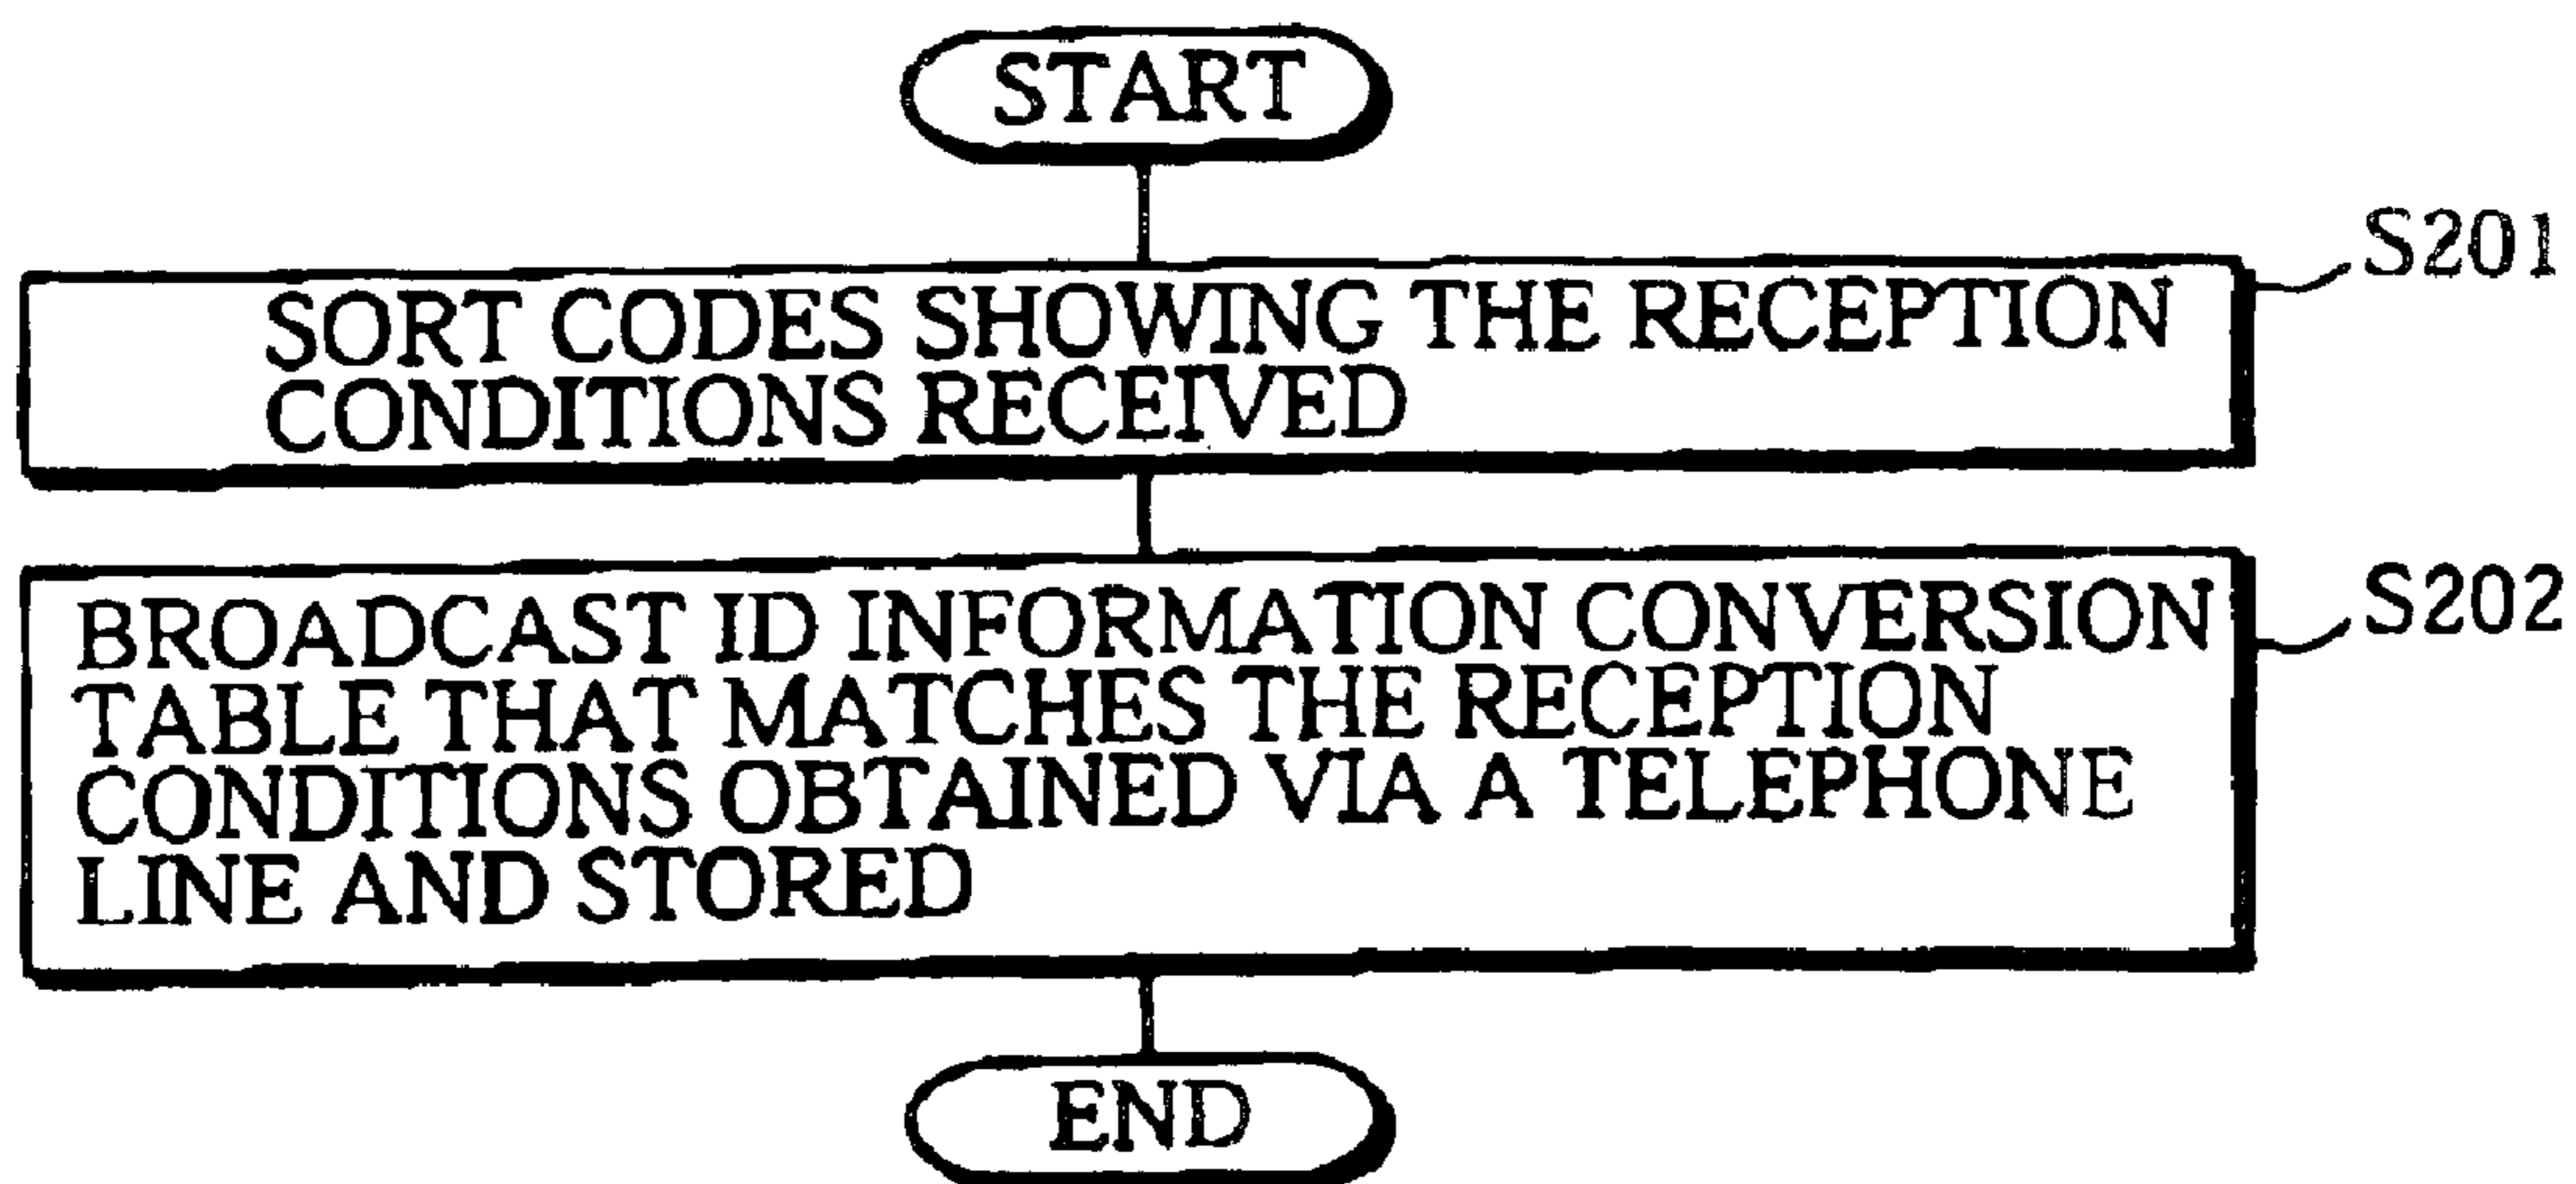 START
S201
SORT CODES SHOWING THE RECEPTION
CONDITIONS RECEIVED
S202
BROADCAST ID INFORMATION CONVERSION
TABLE THAT MATCHES THE RECEPTION
CONDITIONS OBTAINED VIA A TELEPHONE
LINE AND STORED
END